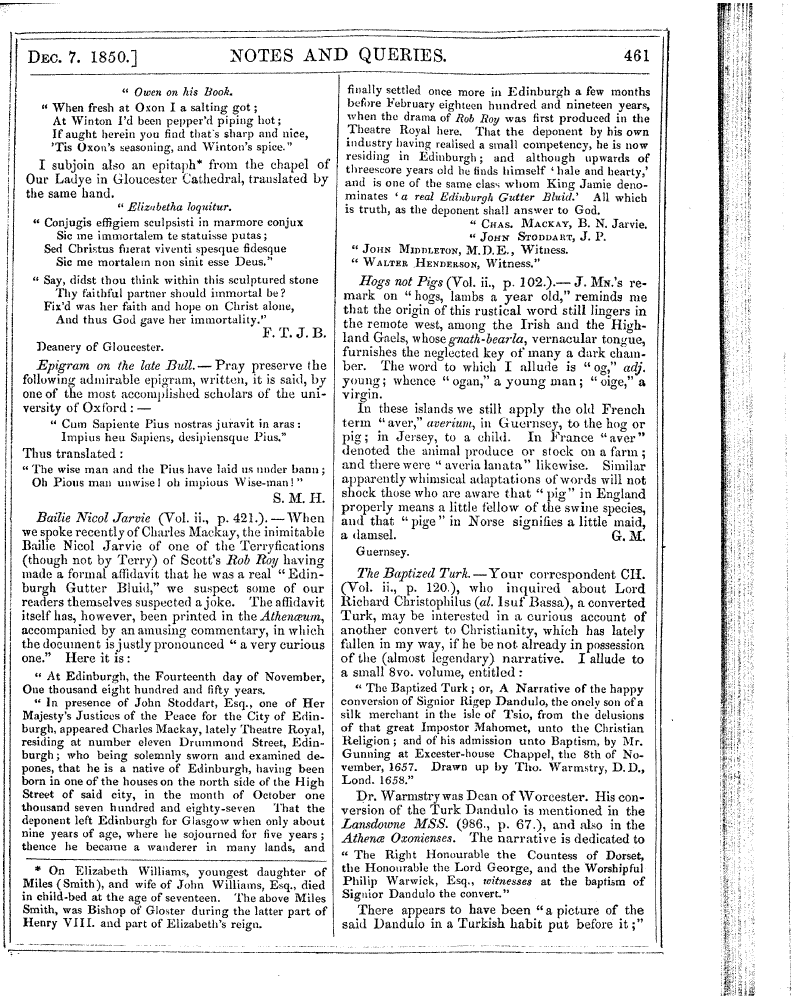 DEC. 7. 1850.] NOTES AND QUERIES. 461
“ Owen on his Book.
“ When fresh at Oxon I a salting got ;
At Winton I'd been pepper'd piping hot ;
If aught herein you find that's sharp and nice,
'Tis Oxon's seasoning, and Winton's spice.”
I subjoin also an epitaph* from the chapel of
Our Ladye in Gloucester Cathedral, translated by
the same hand.
“ Elizabetha loquitur.
“ Conjugis effigiem sculpsisti in marmore conjux
Sic me immortalem te statuisse putas ;
Sed Christus fuerat viventi spesque fidesque
Sic me mortalem non sinit esse Deus.”
“ Say, didst thou think within this sculptured stone
Thy faithful partner should immortal be ?
Fix'd was her faith and hope on Christ alone,
And thus God gave her immortality.”
F. T. J. B.
Deanery of Gloucester.
Epigram on the late Bull. — Pray preserve the
following admirable epigram, written, it is said, by
one of the most accomplished scholars of the uni-
versity of Oxford : —
“ Cum Sapiente Pius nostras juravit in aras :
Impius heu Sapiens, desipiensque Pius.”
Thus translated :
“ The wise man and the Pius have laid us under bann ;
Oh Pious man unwise ! oh impious Wise-man ! ”
S. M. H.
Bailie Nicol Jarvie (Vol. ii., p. 421.). — When
we spoke recently of Charles Mackay, the inimitable
Bailie Nicol Jarvie of one of the Terryfications
(though not by Terry) of Scott's Rob Roy having
made a formal affidavit that he was a real “ Edin-
burgh Gutter Bluid,” we suspect some of our
readers themselves suspected a joke. The affidavit
itself has, however, been printed in the Athenæum,
accompanied by an amusing commentary, in which
the document is justly pronounced “ a very curious
one.” Here it is :
“ At Edinburgh, the Fourteenth day of November,
One thousand eight hundred and fifty years.
“ In presence of John Stoddart, Esq., one of Her
Majesty's Justices of the Peace for the City of Edin-
burgh, appeared Charles Mackay, lately Theatre Royal,
residing at number eleven Drummond Street, Edin-
burgh ; who being solemnly sworn and examined de-
pones, that he is a native of Edinburgh, having been
born in one of the houses on the north side of the High
Street of said city, in the month of October one
thousand seven hundred and eighty-seven That the
deponent left Edinburgh for Glasgow when only about
nine years of age, where he sojourned for five years ;
thence he became a wanderer in many lands, and
* On Elizabeth Williams, youngest daughter of
Miles (Smith), and wife of John Williams, Esq., died
in child-bed at the age of seventeen. The above Miles
Smith, was Bishop of Gloster during the latter part of
Henry VIII. and part of Elizabeth's reign.
finally settled once more in Edinburgh a few months
before February eighteen hundred and nineteen years,
when the drama of Rob Roy was first produced in the
Theatre Royal here. That the deponent by his own
industry having realised a small competency, he is now
residing in Edinburgh ; and although upwards of
threescore years old he finds himself ‘ hale and hearty,’
and is one of the same class whom King Jamie deno-
minates ‘ a real Edinburgh Gutter Bluid.’ All which
is truth, as the deponent shall answer to God.
“ CHAS. MACKAY, B. N. Jarvie.
“ JOHN STODDART, J. P.
“ JOHN MIDDLETON, M.D.E., Witness.
“ WALTER HENDERSON, Witness.”
Hogs not Pigs (Vol. ii., p. 102.). — J. MN.'s re-
mark on “ hogs, lambs a year old,” reminds me
that the origin of this rustical word still lingers in
the remote west, among the Irish and the High-
land Gaels, whose gnath-bearla, vernacular tongue,
furnishes the neglected key of many a dark cham-
ber. The word to which I allude is “ og,” adj.
young ; whence “ ogan,” a young man ; “ oige,” a
virgin.
In these islands we still apply the old French
term “ aver,” averium, in Guernsey, to the hog or
pig ; in Jersey, to a child. In France “ aver ”
denoted the animal produce or stock on a farm ;
and there were “ averia lanata ” likewise. Similar
apparently whimsical adaptations of words will not
shock those who are aware that “ pig ” in England
properly means a little fellow of the swine species,
and that “ pige ” in Norse signifies a little maid,
a damsel. G. M.
Guernsey.
The Baptized Turk. — Your correspondent CH.
(Vol. ii., p. 120.), who inquired about Lord
Richard Christophilus (al. Isuf Bassa), a converted
Turk, may be interested in a curious account of
another convert to Christianity, which has lately
fallen in my way, if he be not already in possession
of the (almost legendary) narrative. I allude to
a small 8vo. volume, entitled :
“ The Baptized Turk ; or, A Narrative of the happy
conversion of Signior Rigep Dandulo, the onely son of a
silk merchant in the isle of Tsio, from the delusions
of that great Impostor Mahomet, unto the Christian
Religion ; and of his admission unto Baptism, by Mr.
Gunning at Excester-house Chappel, the 8th of No-
vember, 1657. Drawn up by Tho. Warmstry, D. D.,
Lond. 1658.”
Dr. Warmstry was Dean of Worcester. His con-
version of the Turk Dandulo is mentioned in the
Lansdowne MSS. (986., p. 67.), and also in the
Athenæ Oxonienses. The narrative is dedicated to
“ The Right Honourable the Countess of Dorset,
the Honourable the Lord George, and the Worshipful
Philip Warwick, Esq., witnesses at the baptism of
Signior Dandulo the convert.”
There appears to have been “ a picture of the
said Dandulo in a Turkish habit put before it ;”